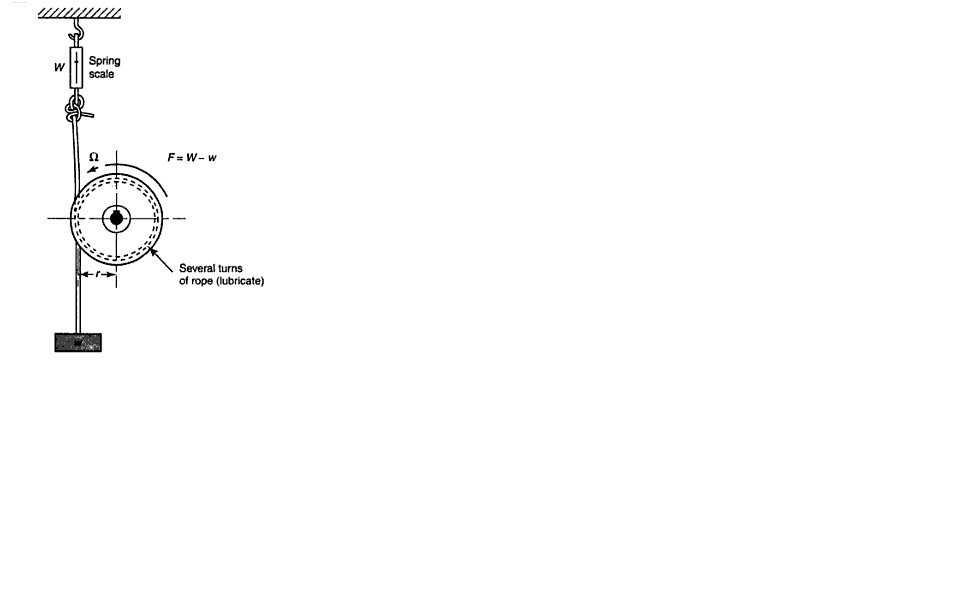 W
Spring
scale
Ω
F = W – w
r
Several turns
of rope (lubricate)